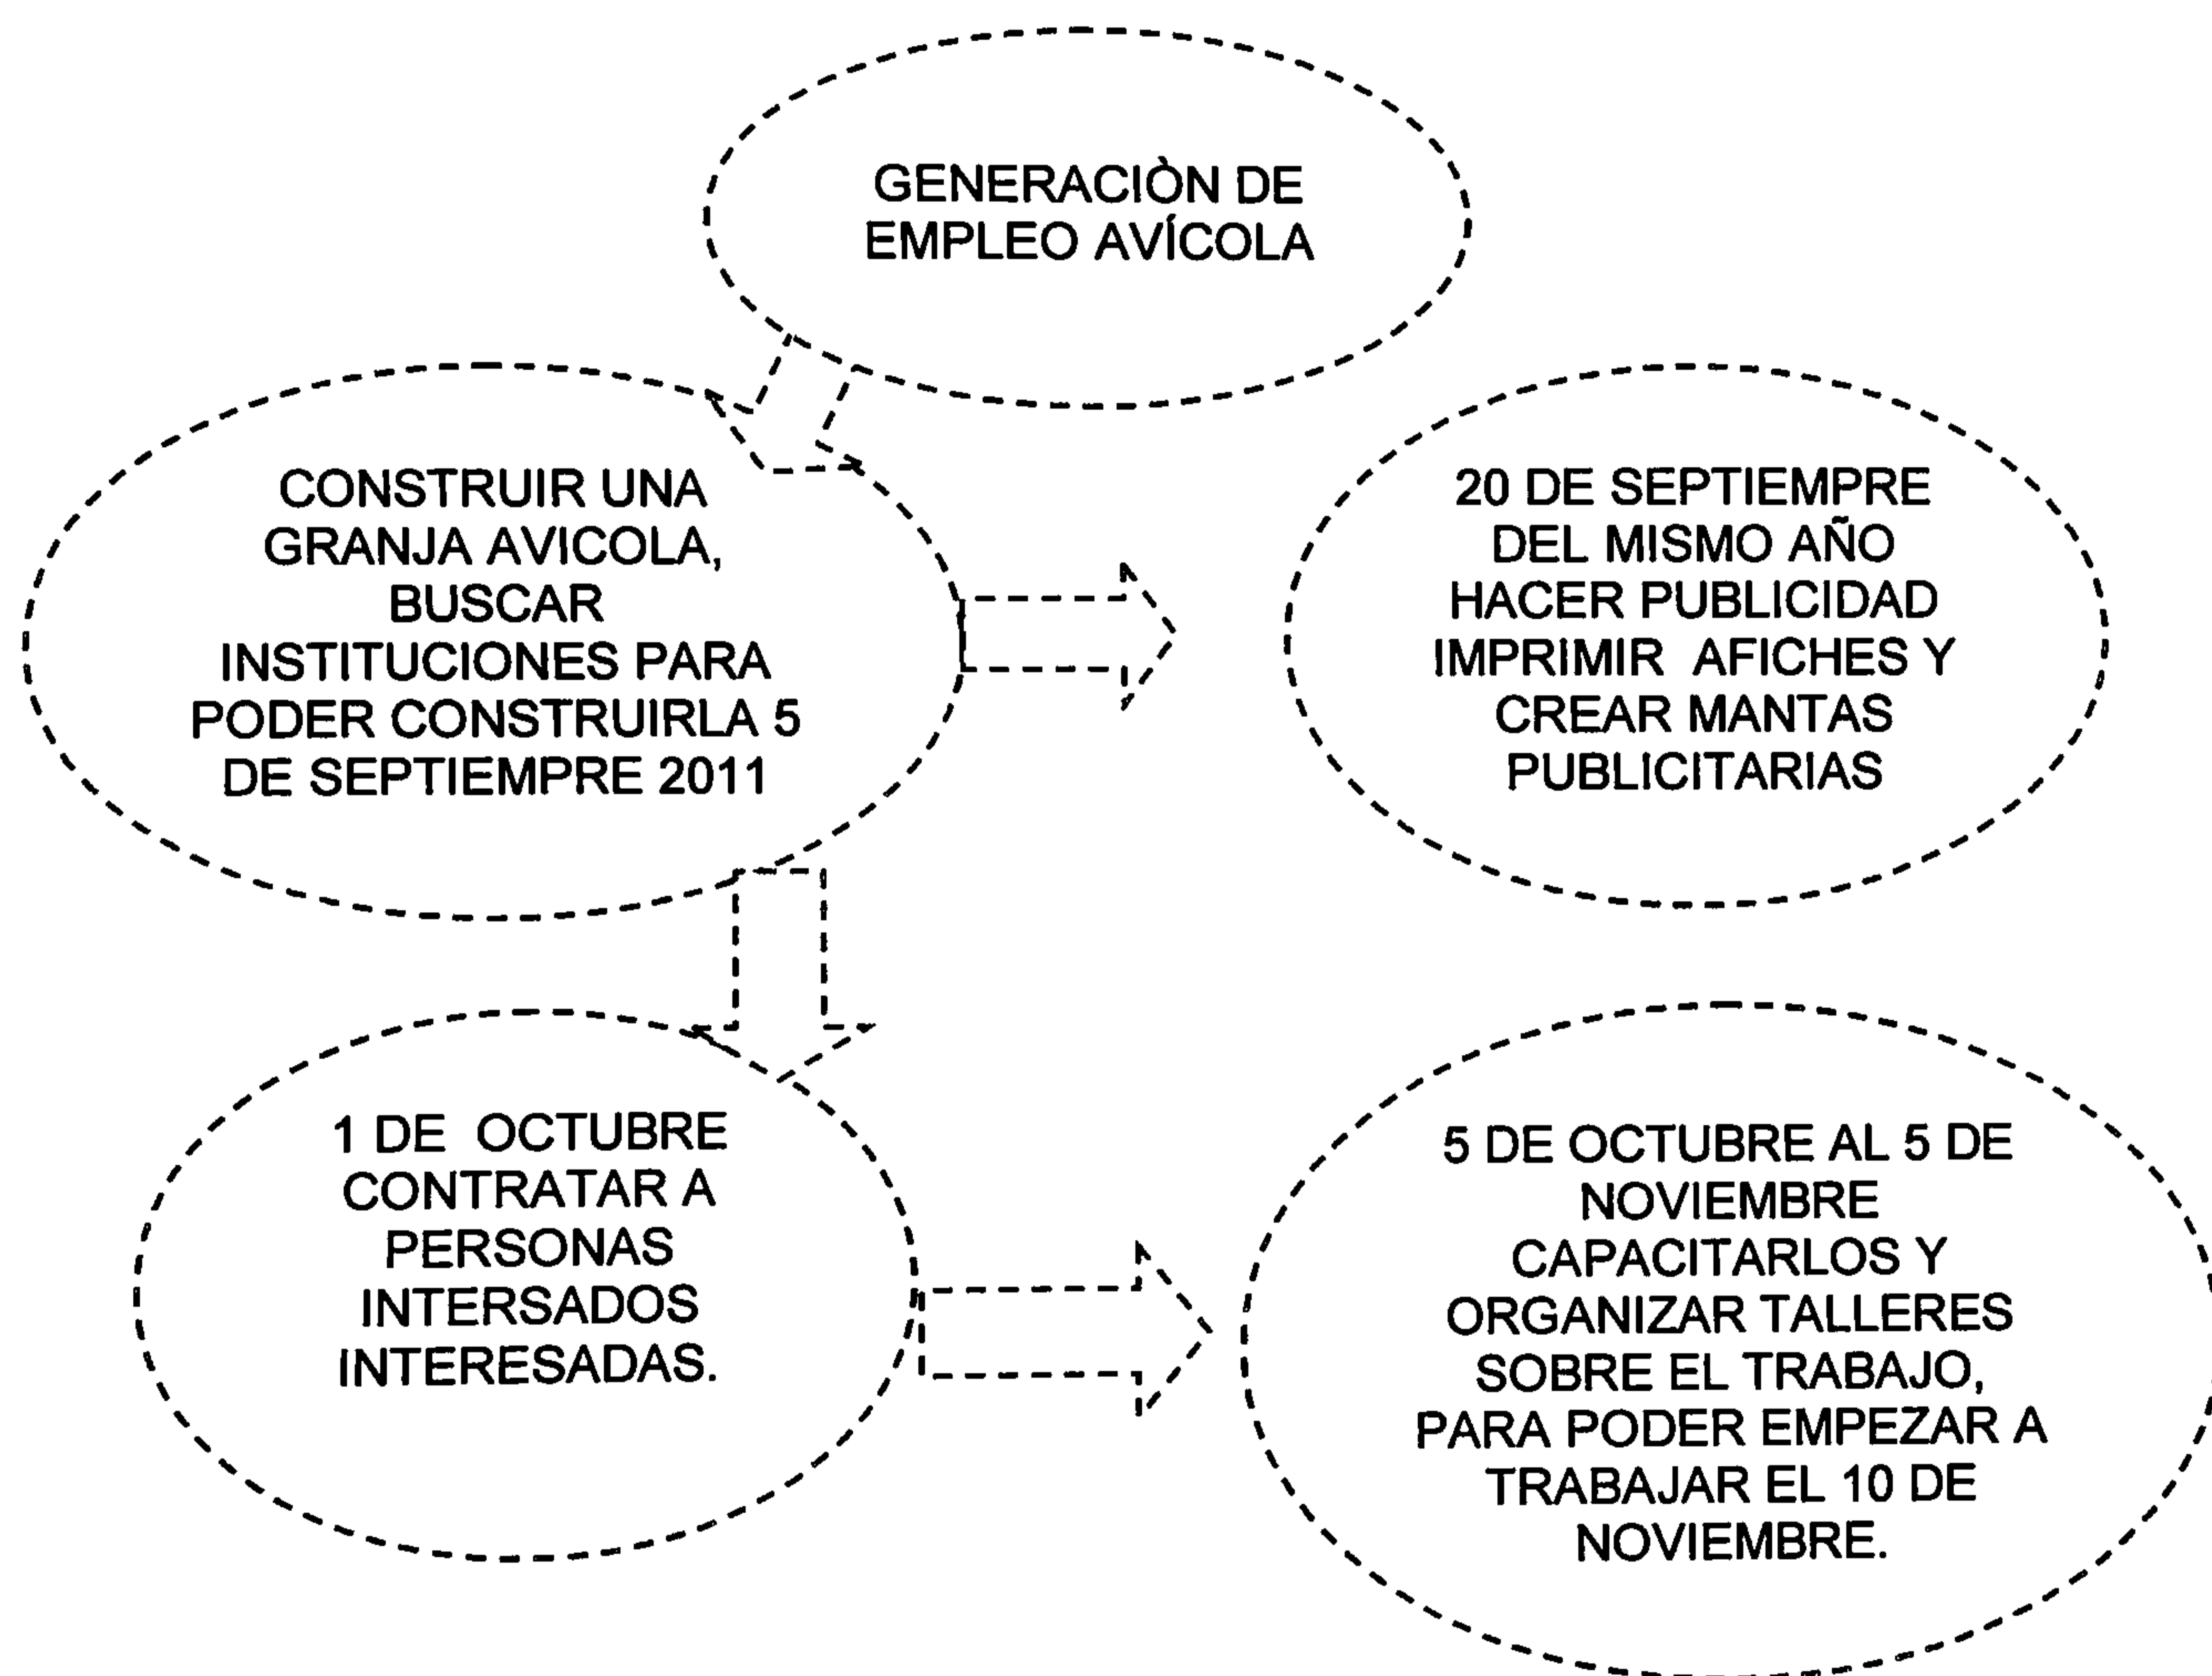 GENERACIÒN DE
EMPLEO AVÍCOLA
CONSTRUIR UNA
GRANJA AVICOLA,
BUSCAR
INSTITUCIONES PARA
PODER CONSTRUIRLA 5
DE SEPTIEMPRE 2011
20 DE SEPTIEMPRE
DEL MISMO AÑO
HACER PUBLICIDAD
IMPRIMIR AFICHES Y
CREAR MANTAS
PUBLICITARIAS
1 DE OCTUBRE
CONTRATAR A
PERSONAS
INTERSADOS
INTERESADAS.
5 DE OCTUBRE AL 5 DE
NOVIEMBRE
CAPACITARLOS Y
ORGANIZAR TALLERES
SOBRE EL TRABAJO,
PARA PODER EMPEZAR A
TRABAJAR EL 10 DE
NOVIEMBRE.